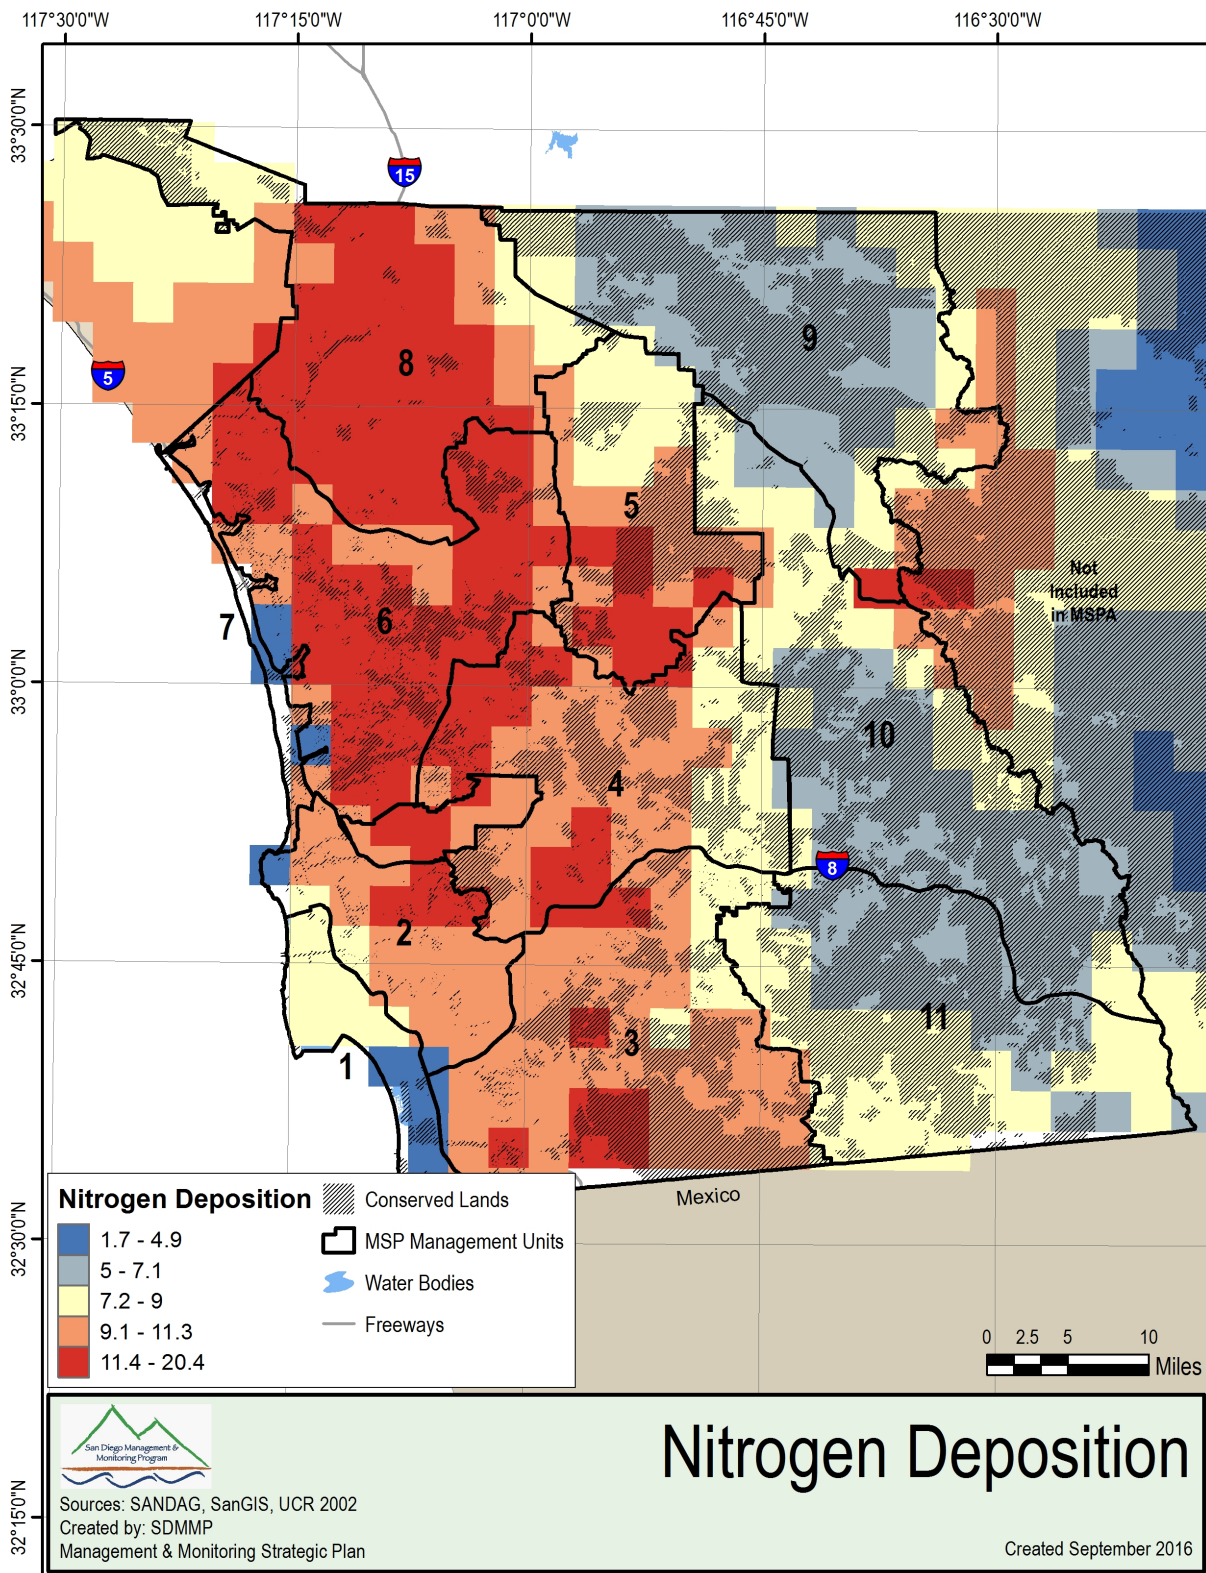 117°30'0"W 117°15'0"W 117°0'0"W 116°45'0"W 116°30'0"W
33°30'0"N
15
9
8
5
33°15'0"N
5
Not
Included
in MSPA
7
6
33°0'0"N
10
4
8
2
32°45'0"N
11
3
1
Mexico
Nitrogen Deposition
1.7 - 4.9
5 - 7.1
7.2 - 9
9.1 - 11.3
11.4 - 20.4
Conserved Lands
MSP Management Units
Water Bodies
Freeways
32°30'0"N
0 2.5 5 10
Miles
San Diego Management &
Monitoring Program
Nitrogen Deposition
Sources: SANDAG, SanGIS, UCR 2002
Created by: SDMMP
Management & Monitoring Strategic Plan
Created September 2016
32°15'0"N